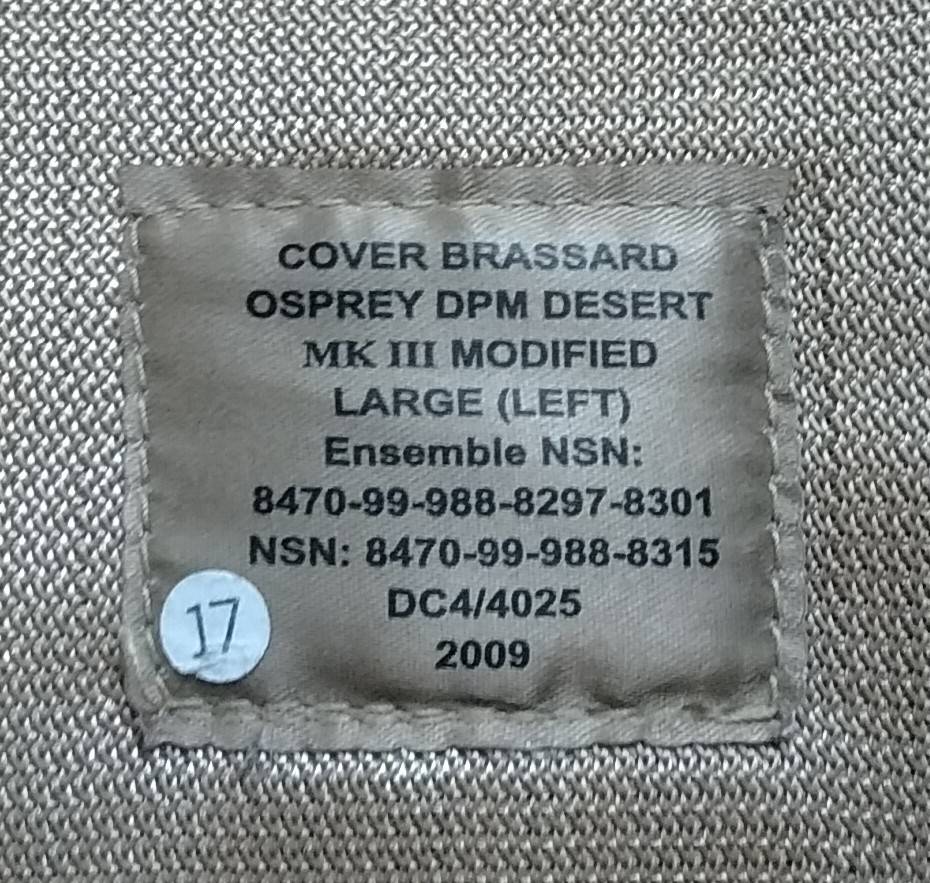 COVER BRASSARD
OSPREY DPM DESERT
MK III MODIFIED
LARGE (LEFT)
Ensemble NSN:
8470-99-988-8297-8301
NSN: 8470-99-988-8315
DC4/4025
2009
17